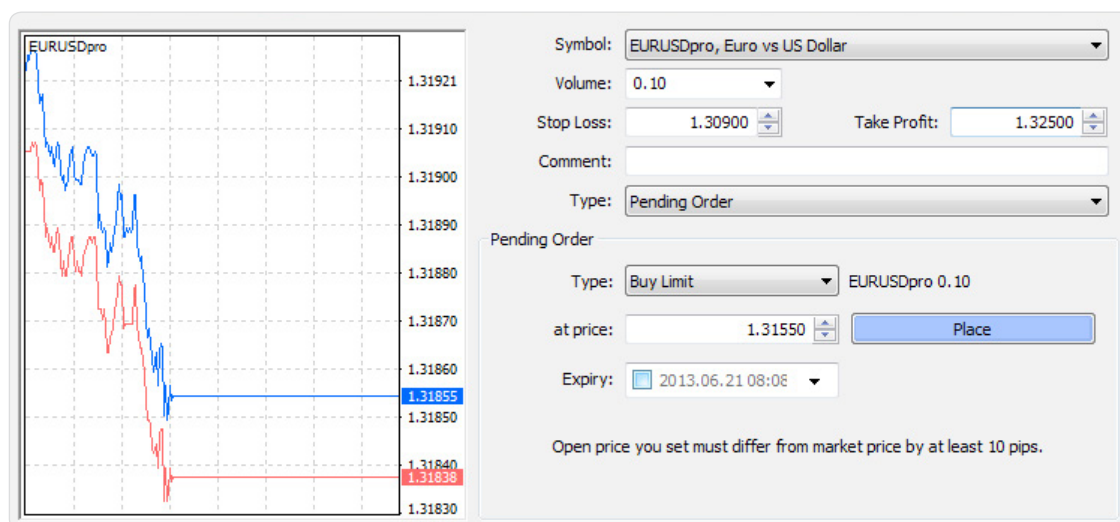 EURUSDpro
1.31921
1.31910
1.31900
1.31890
1.31880
1.31870
1.31860
1.31855
1.31850
1.31840
1.31838
1.31830
Symbol: EURUSDpro, Euro vs US Dollar
Volume: 0.10
Stop Loss: 1.30900 Take Profit: 1.32500
Comment:
Type: Pending Order
Pending Order
Type: Buy Limit EURUSDpro 0.10
at price: 1.31550 Place
Expiry: 2013.06.21 08:08
Open price you set must differ from market price by at least 10 pips.